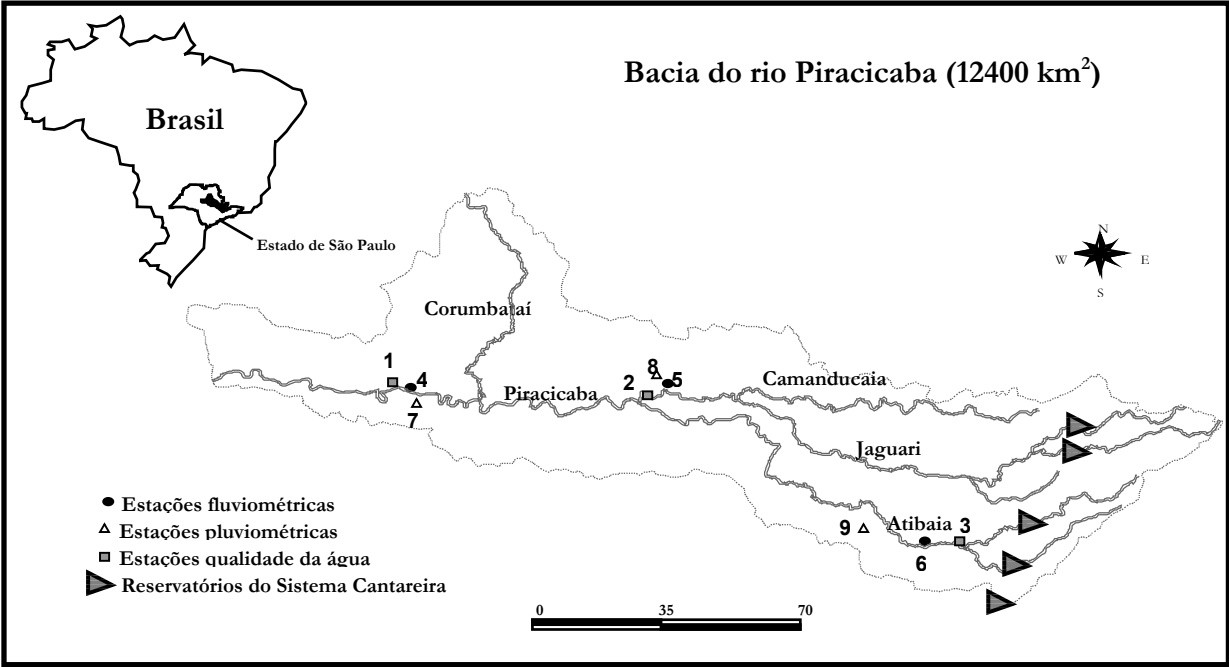 Bacia do rio Piracicaba (12400 km²)
Brasil
Estado de São Paulo
N
W E
S
Corumbataí
1
4
7
Piracicaba
2
8
5
Camanducaia
Jaguari
9
Atibaia
3
6
Estações fluviométricas
Estações pluviométricas
Estações qualidade da água
Reservatórios do Sistema Cantareira
0 35 70